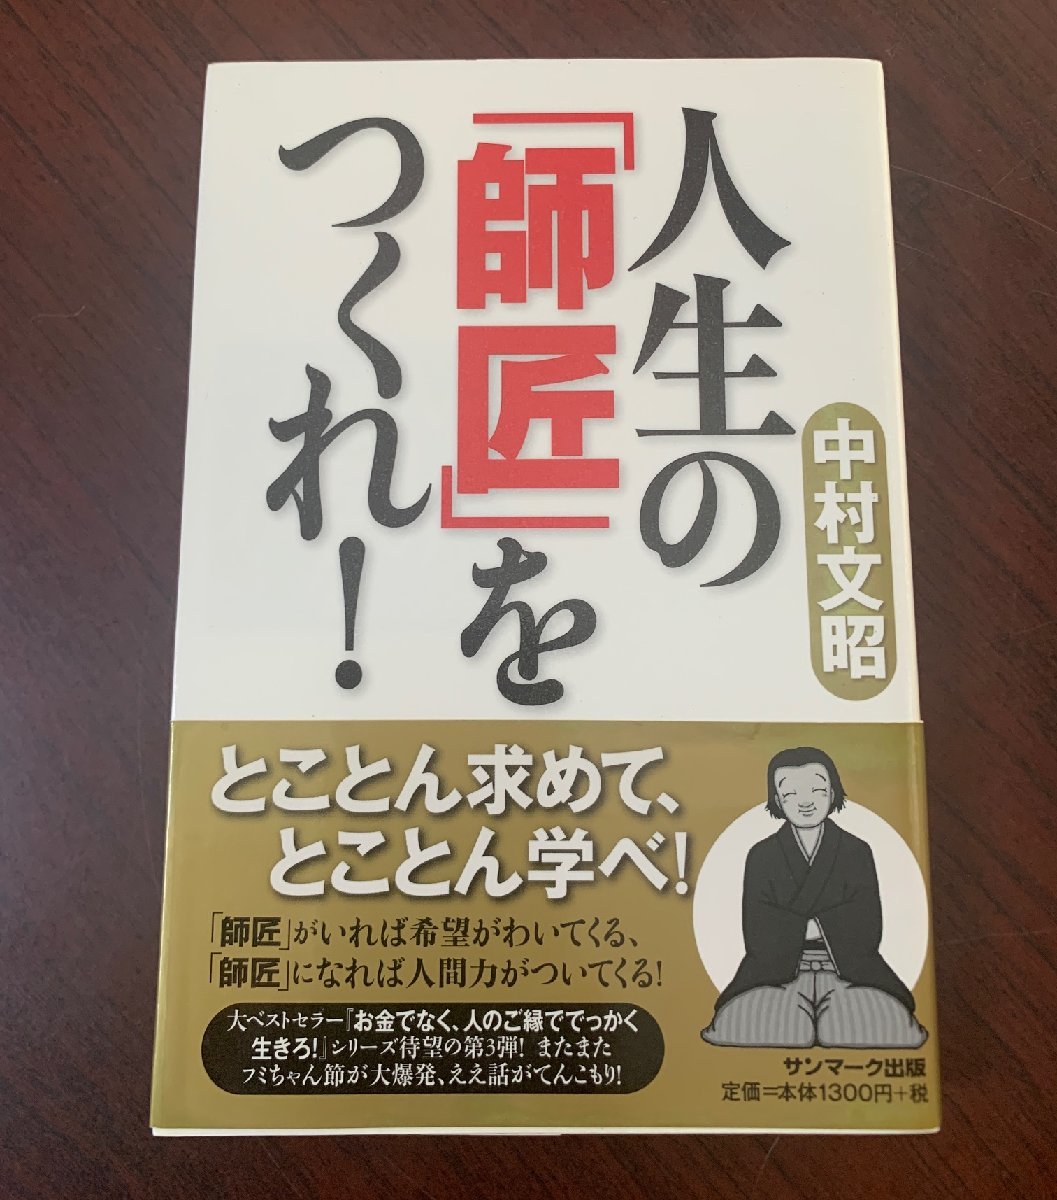 人生の
「師匠」を
つくれ!
中村文昭
とことん求めて、
とことん学べ!
「師匠」がいれば希望がわいてくる、
「師匠」になれば人間力がついてくる!
大ベストセラー『お金でなく、人のご縁ででっかく
生きろ!』シリーズ待望の第3弾! またまた
フミちゃん節が大爆発、ええ話がてんこもり!
サンマーク出版
定価=本体1300円+税